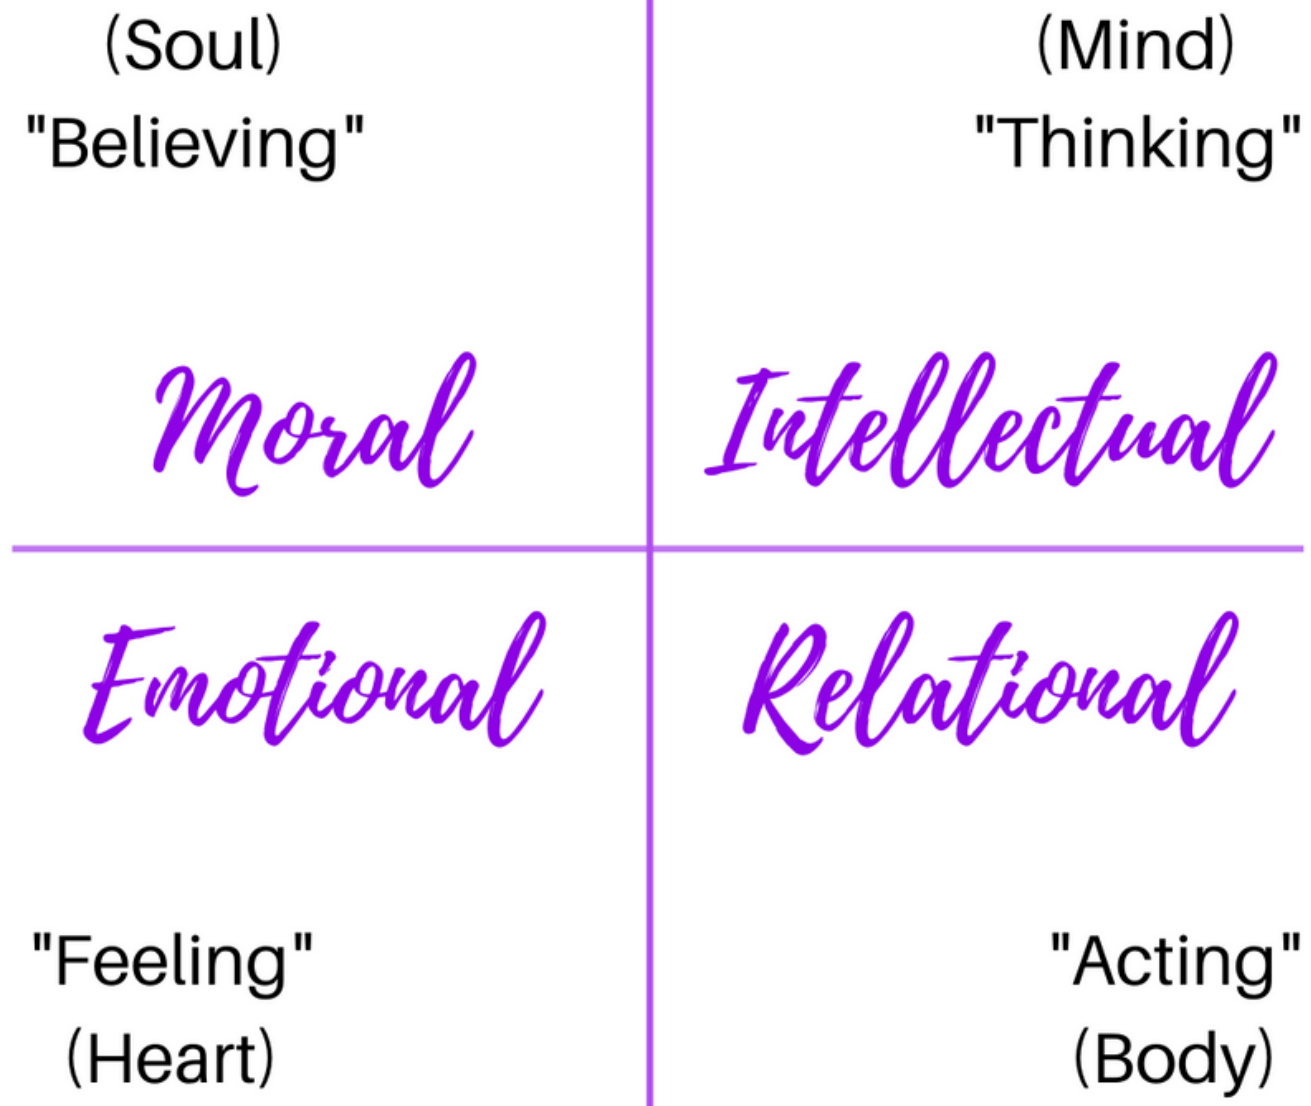 (Soul)
"Believing"
(Mind)
"Thinking"
Moral
Intellectual
Emotional
Relational
"Feeling"
(Heart)
"Acting"
(Body)